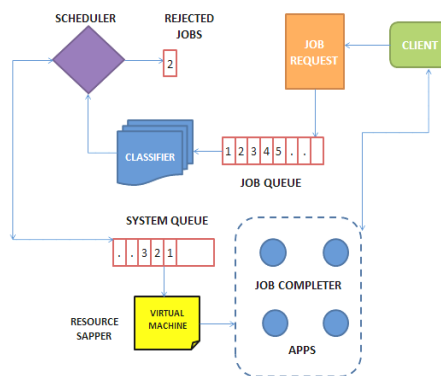 SCHEDULER
REJECTED
JOBS
2
JOB
REQUEST
CLIENT
CLASSIFIER
1 2 3 4 5 . .
JOB QUEUE
SYSTEM QUEUE
. . 3 2 1
RESOURCE
SAPPER
VIRTUAL
MACHINE
JOB COMPLETER
APPS